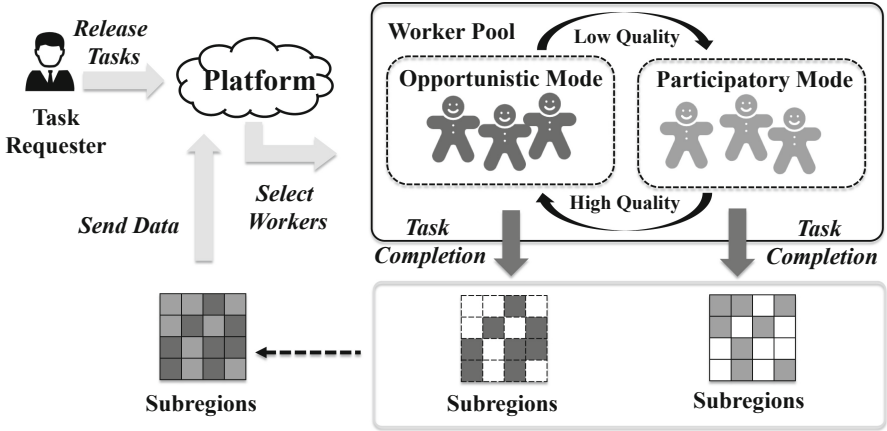 Release
Tasks
Task
Requester
Platform
Select
Workers
Send Data
Worker Pool
Low Quality
Opportunistic Mode
Participatory Mode
High Quality
Task
Completion
Task
Completion
Subregions
Subregions
Subregions